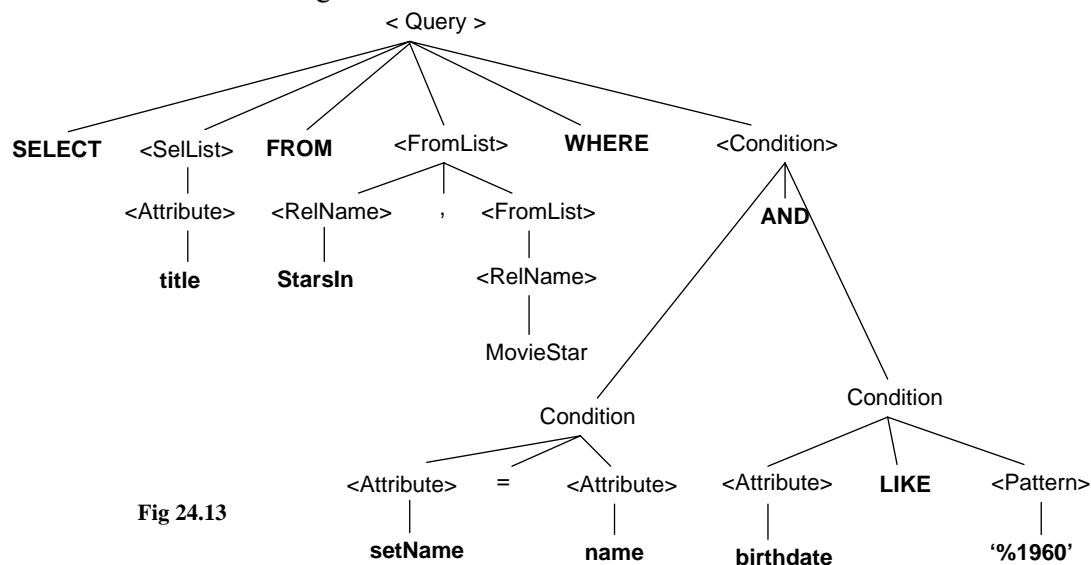 < Query >
SELECT <SelList> FROM <FromList> WHERE <Condition>
<Attribute> <RelName> , <FromList> AND
title StarsIn <RelName>
MovieStar
Condition Condition
<Attribute> = <Attribute> <Attribute> LIKE <Pattern>
Fig 24.13
setName name birthdate ‘%1960’